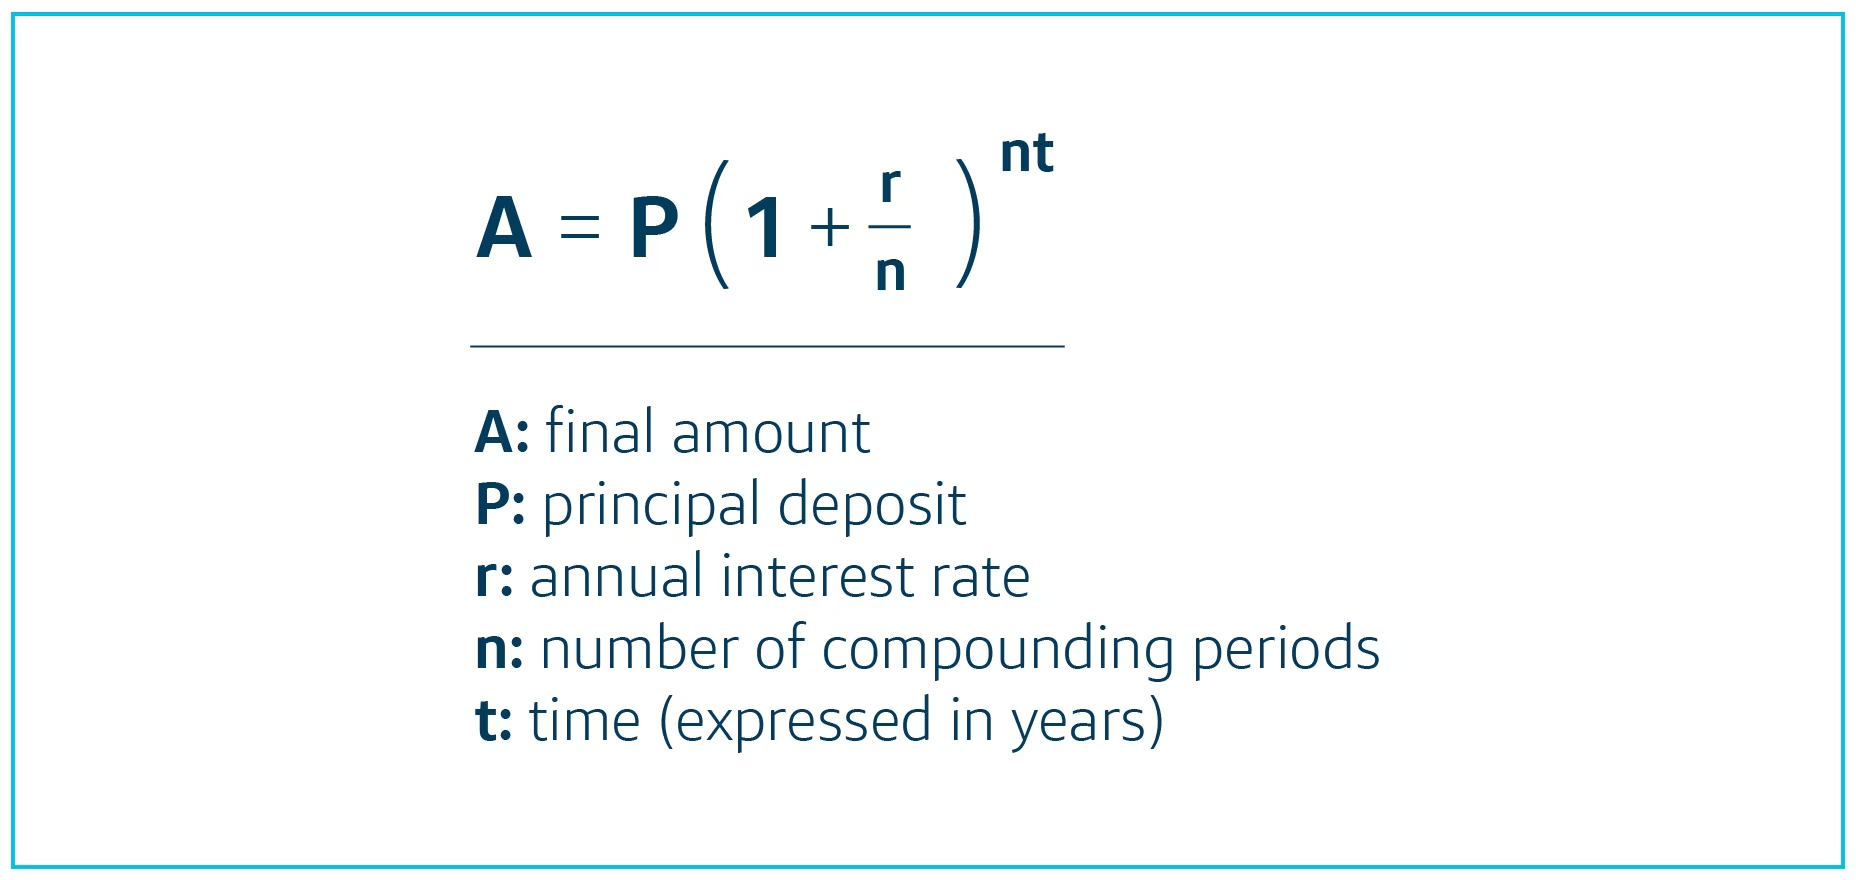 A = P (1 + r/n)^nt
A: final amount
P: principal deposit
r: annual interest rate
n: number of compounding periods
t: time (expressed in years)